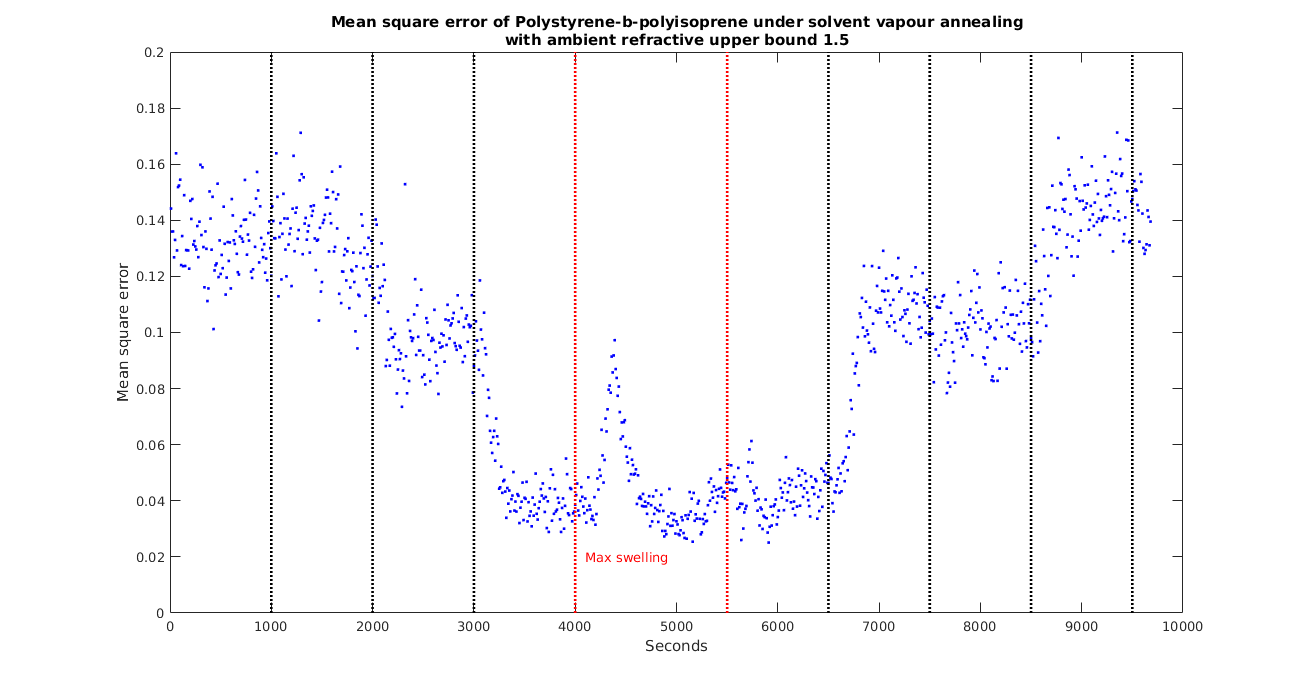 Mean square error of Polystyrene-b-polyisoprene under solvent vapour annealing
with ambient refractive upper bound 1.5
Mean square error
0.2
0.18
0.16
0.14
0.12
0.1
0.08
0.06
0.04
0.02
0
Max swelling
0 1000 2000 3000 4000 5000 6000 7000 8000 9000 10000
Seconds